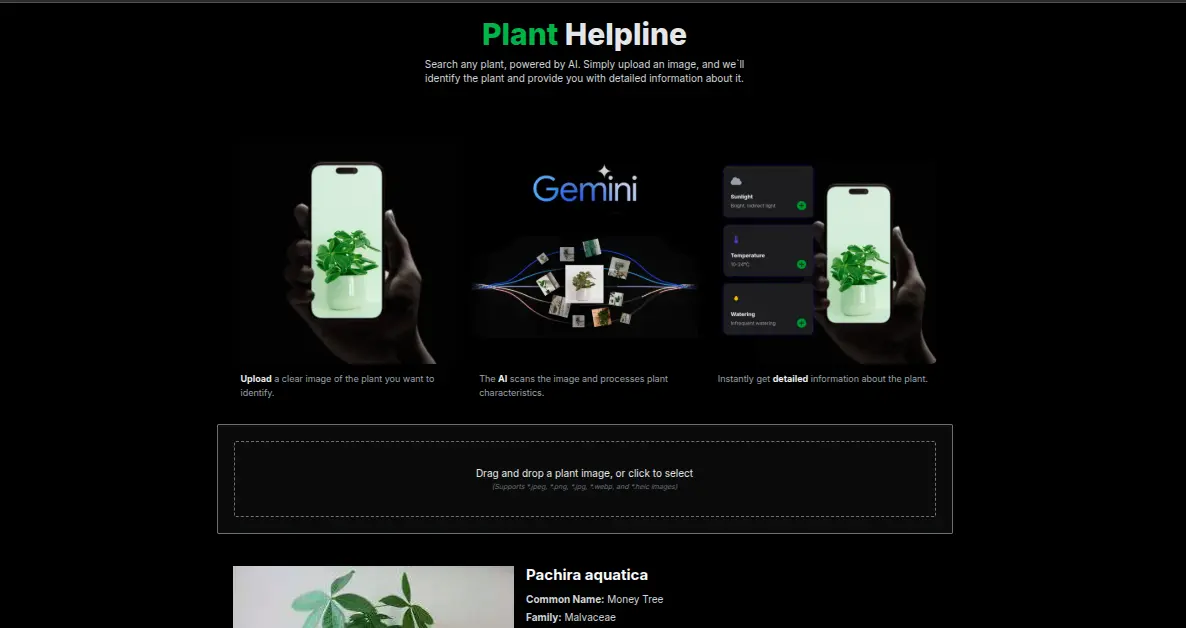 Plant Helpline
Search any plant, powered by AI. Simply upload an image, and we`ll
identify the plant and provide you with detailed information about it.
Gemini
Sunlight
Bright, indirect light
Temperature
18-24°C
Watering
Infrequent watering
Upload a clear image of the plant you want to
identify.
The AI scans the image and processes plant
characteristics.
Instantly get detailed information about the plant.
Drag and drop a plant image, or click to select
(Supports *.jpeg, *.png, *.jpg, *.webp, and *.heic images)
Pachira aquatica
Common Name: Money Tree
Family: Malvaceae